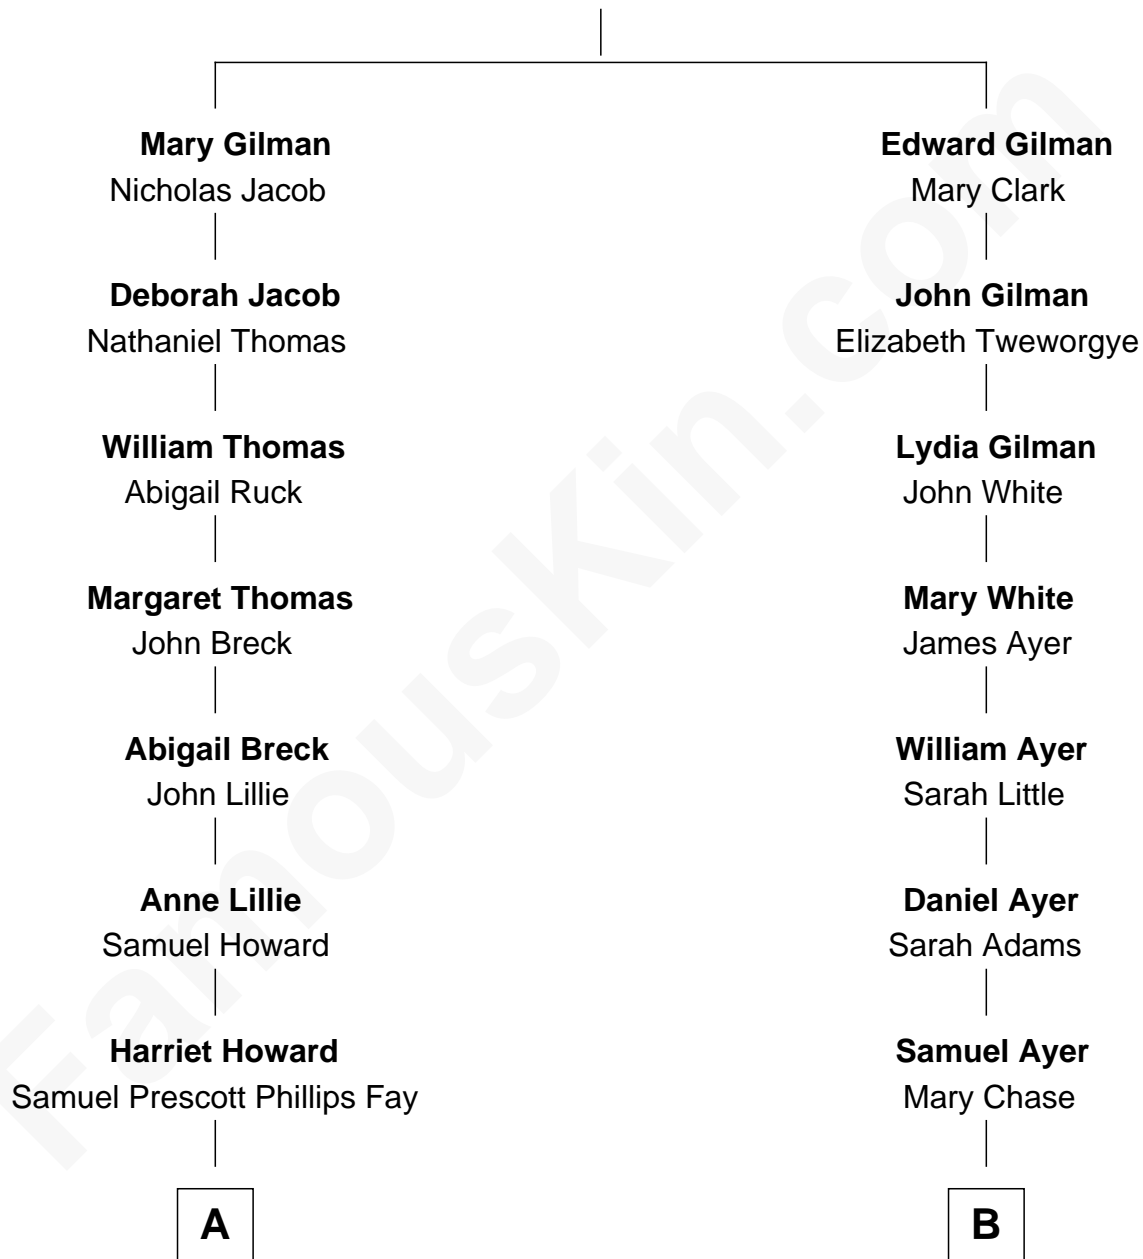 Mary Gilman
Nicholas Jacob
Deborah Jacob
Nathaniel Thomas
William Thomas
Abigail Ruck
Margaret Thomas
John Breck
Abigail Breck
John Lillie
Anne Lillie
Samuel Howard
Harriet Howard
Samuel Prescott Phillips Fay
A
Edward Gilman
Mary Clark
John Gilman
Elizabeth Tweworgye
Lydia Gilman
John White
Mary White
James Ayer
William Ayer
Sarah Little
Daniel Ayer
Sarah Adams
Samuel Ayer
Mary Chase
B
FamousKin.com